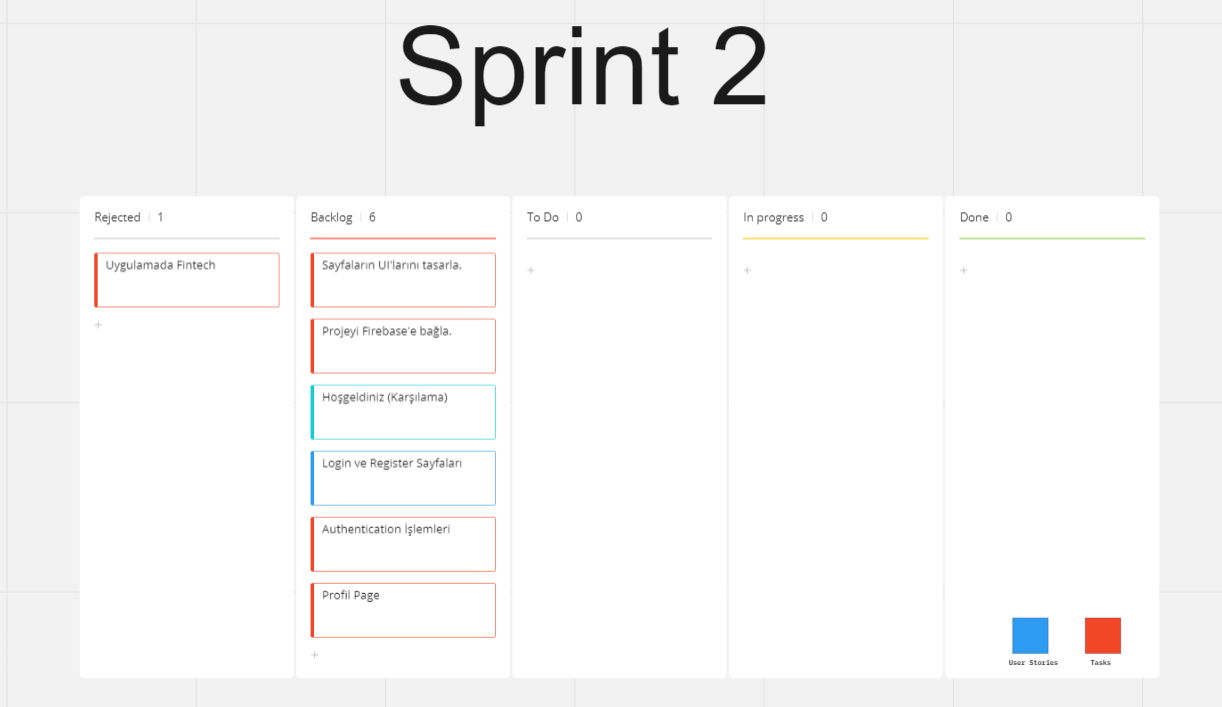 Sprint 2
Rejected | 1
Uygulamada Fintech
+
Backlog | 6
Sayfaların UI'larını tasarla.
Projeyi Firebase'e bağla.
Hoşgeldiniz (Karşılama)
Login ve Register Sayfaları
Authentication İşlemleri
Profil Page
+
To Do | 0
+
In progress | 0
+
Done | 0
+
User Stories
Tasks